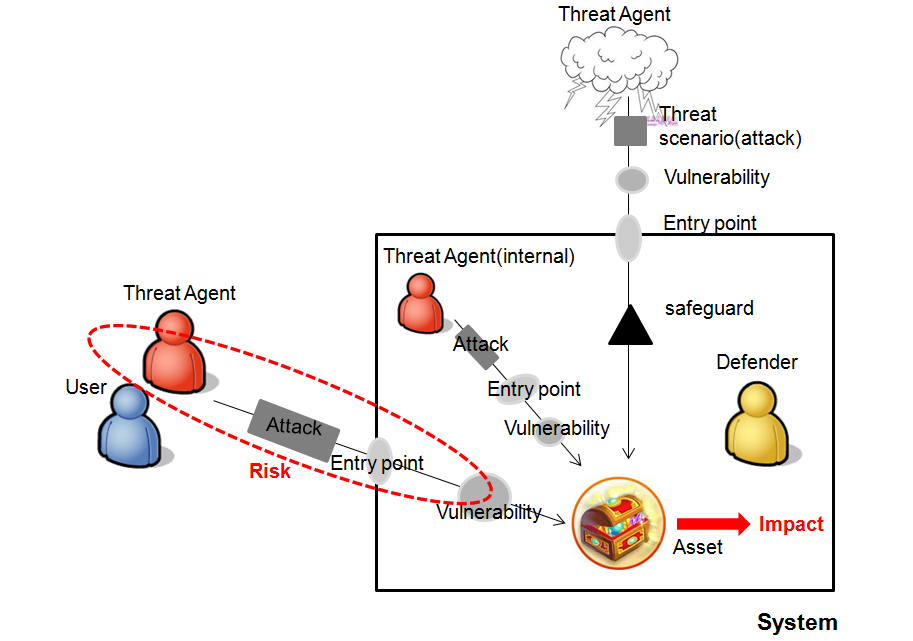 Threat Agent
Threat
scenario(attack)
Vulnerability
Entry point
Threat Agent(internal)
Threat Agent
safeguard
Attack
Defender
User
Entry point
Attack
Vulnerability
Entry point
Risk
Vulnerability
Impact
Asset
System